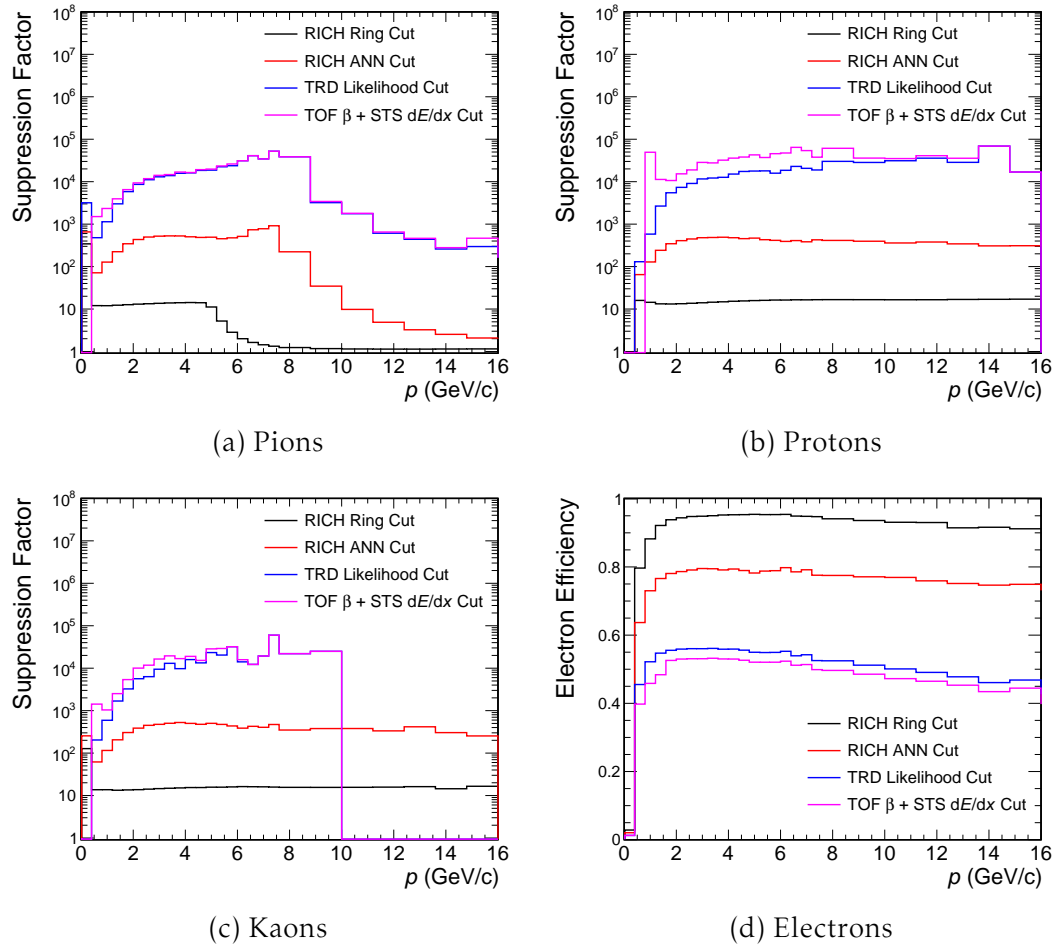 Suppression Factor
10^8
10^7
10^6
10^5
10^4
10^3
10^2
10
1
RICH Ring Cut
RICH ANN Cut
TRD Likelihood Cut
TOF β + STS dE/dx Cut
0 2 4 6 8 10 12 14 16
p (GeV/c)
(a) Pions
Suppression Factor
10^8
10^7
10^6
10^5
10^4
10^3
10^2
10
1
RICH Ring Cut
RICH ANN Cut
TRD Likelihood Cut
TOF β + STS dE/dx Cut
0 2 4 6 8 10 12 14 16
p (GeV/c)
(b) Protons
Suppression Factor
10^8
10^7
10^6
10^5
10^4
10^3
10^2
10
1
RICH Ring Cut
RICH ANN Cut
TRD Likelihood Cut
TOF β + STS dE/dx Cut
0 2 4 6 8 10 12 14 16
p (GeV/c)
(c) Kaons
Electron Efficiency
1
0.8
0.6
0.4
0.2
0
RICH Ring Cut
RICH ANN Cut
TRD Likelihood Cut
TOF β + STS dE/dx Cut
0 2 4 6 8 10 12 14 16
p (GeV/c)
(d) Electrons